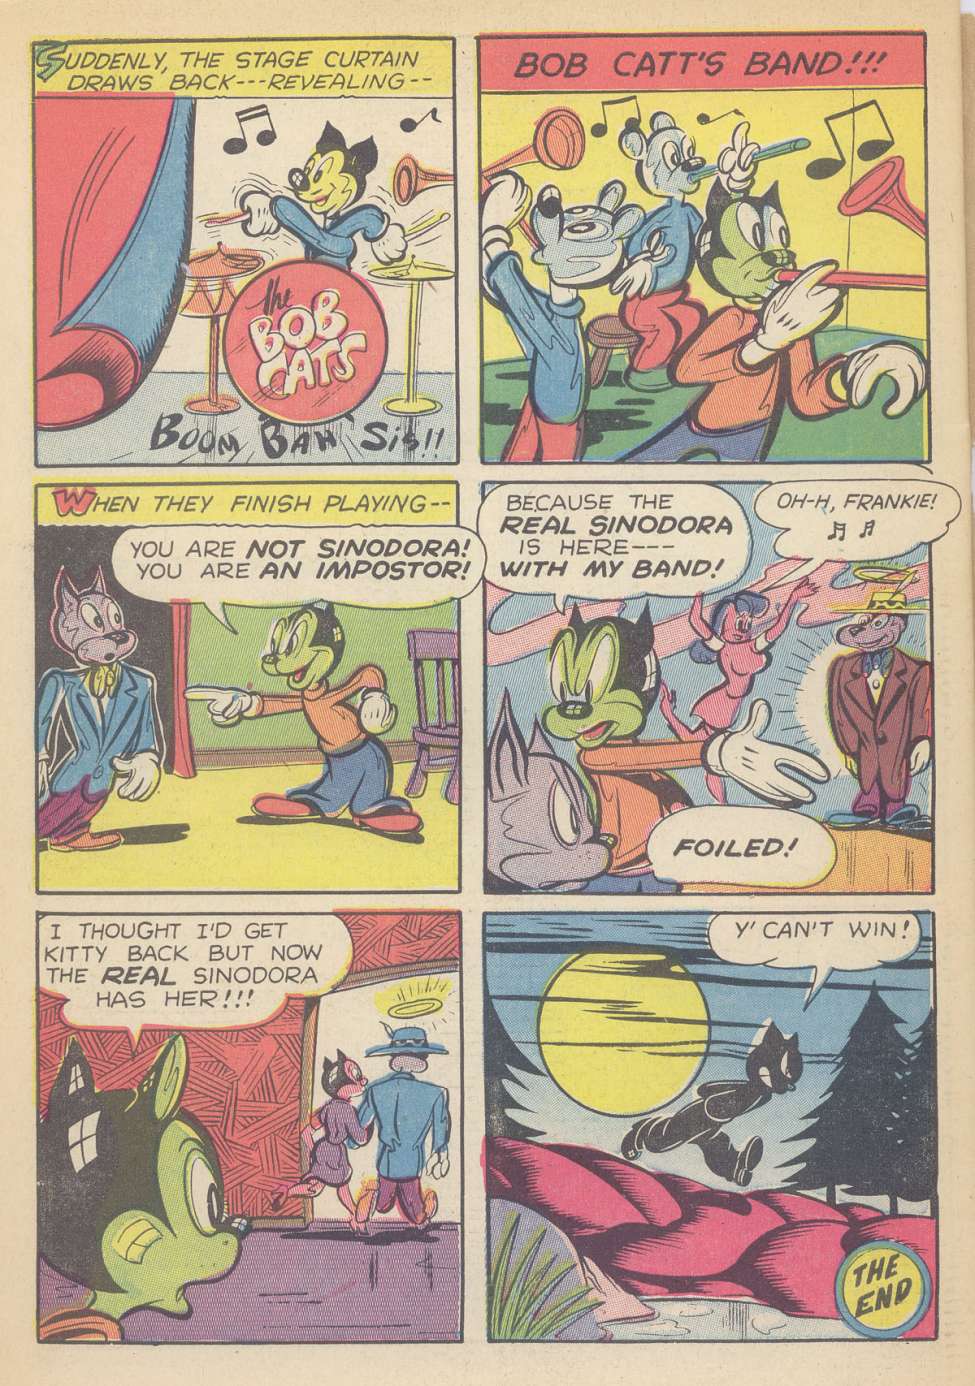 SUDDENLY, THE STAGE CURTAIN
DRAWS BACK---REVEALING--
The
BOB
CATS
BOOM BAH SIS!!
BOB CATT'S BAND!!!
WHEN THEY FINISH PLAYING--
YOU ARE NOT SINODORA!
YOU ARE AN IMPOSTOR!
BECAUSE THE
REAL SINODORA
IS HERE---
WITH MY BAND!
OH-H, FRANKIE!
FOILED!
I THOUGHT I'D GET
KITTY BACK BUT NOW
THE REAL SINODORA
HAS HER!!!
Y' CAN'T WIN!
THE
END